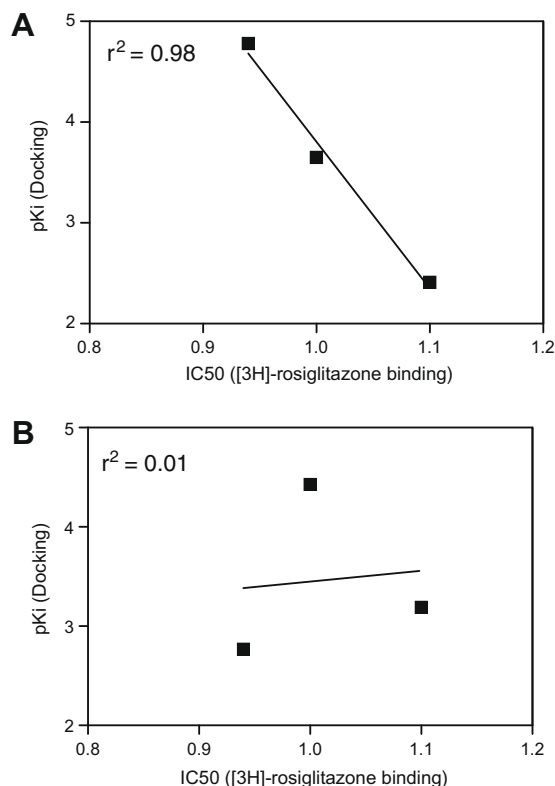 A
r² = 0.98
pKi (Docking)
5
4
3
2
0.8 0.9 1.0 1.1 1.2
IC50 ([3H]-rosiglitazone binding)
B
r² = 0.01
pKi (Docking)
5
4
3
2
0.8 0.9 1.0 1.1 1.2
IC50 ([3H]-rosiglitazone binding)